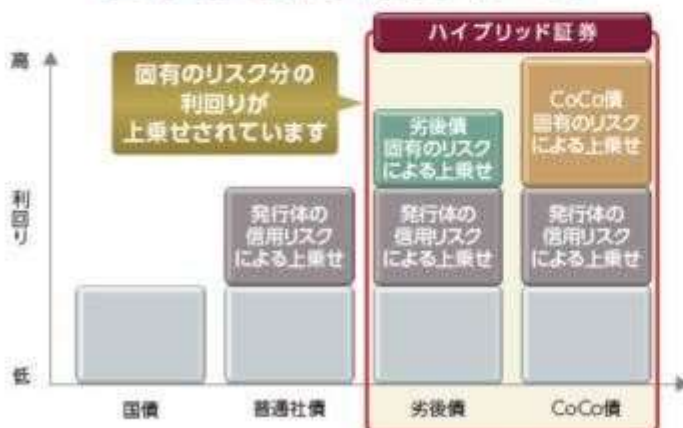 ハイブリッド証券
高
固有のリスク分の
利回りが
上乗せされています
CoCo債
固有のリスク
による上乗せ
劣後債
固有のリスク
による上乗せ
利回り
発行体の
信用リスク
による上乗せ
発行体の
信用リスク
による上乗せ
発行体の
信用リスク
による上乗せ
低
国債
普通社債
劣後債
CoCo債